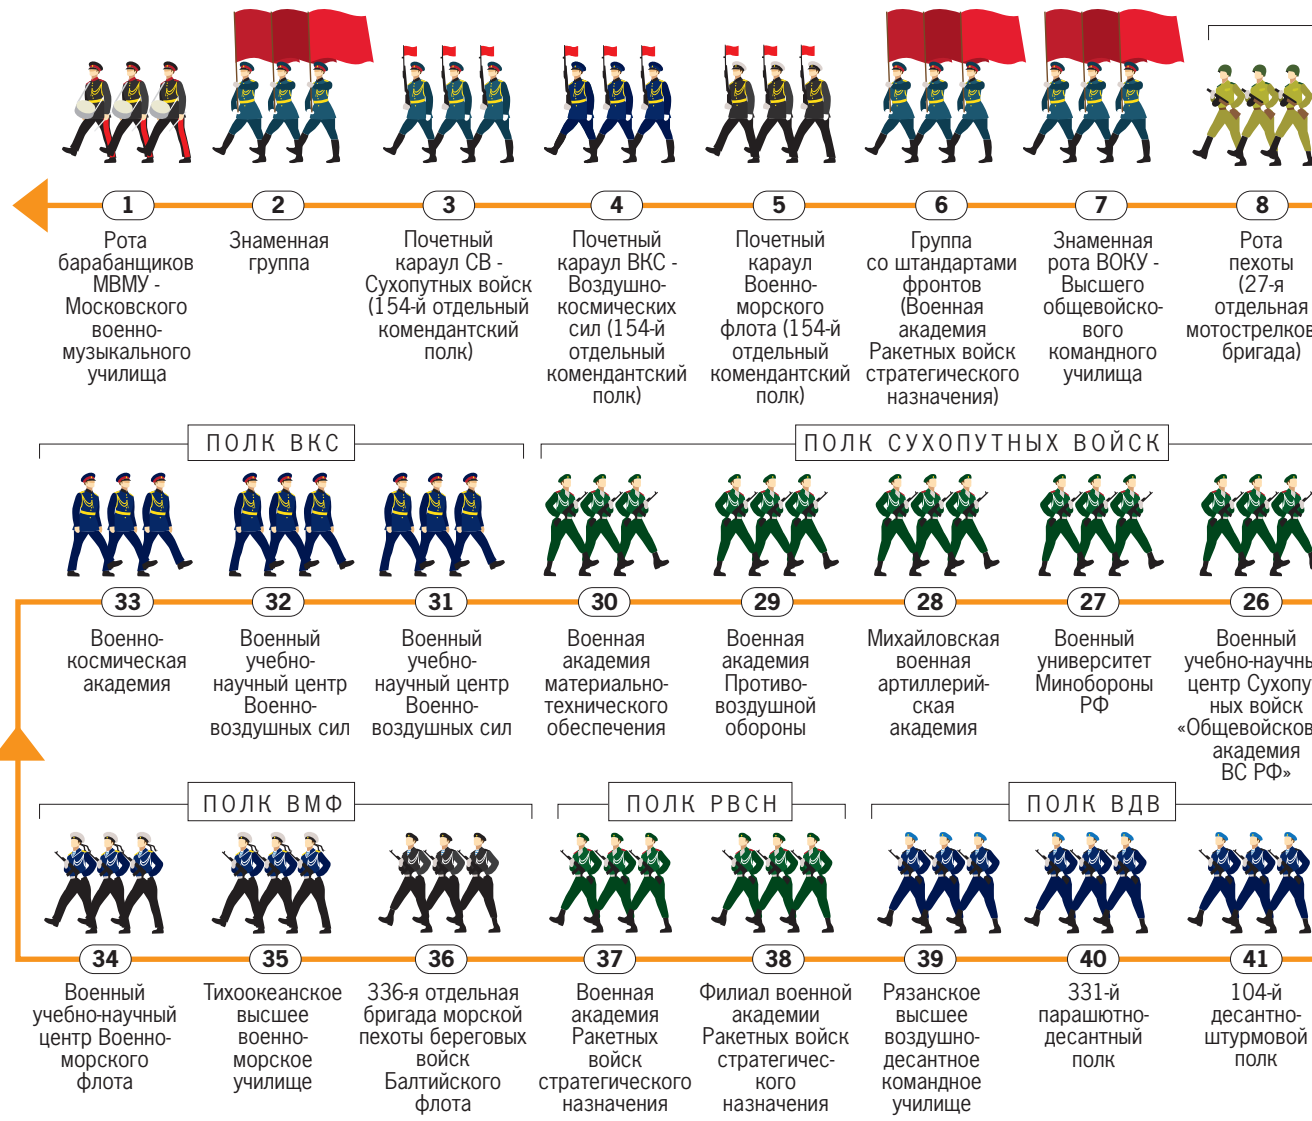 1
Рота
барабанщиков
МВМУ -
Московского
военно-
музыкального
училища
2
Знаменная
группа
3
Почетный
караул СВ -
Сухопутных войск
(154-й отдельный
комендантский
полк)
4
Почетный
караул ВКС -
Воздушно-
космических
сил (154-й
отдельный
комендантский
полк)
5
Почетный
караул
Военно-
морского
флота (154-й
отдельный
комендантский
полк)
6
Группа
со штандартами
фронтов
(Военная
академия
Ракетных войск
стратегического
назначения)
7
Знаменная
рота ВОКУ -
Высшего
общевойско-
вого
командного
училища
8
Рота
пехоты
(27-я
отдельная
мотострелков
бригада)
ПОЛК ВКС
33
Военно-
космическая
академия
32
Военный
учебно-
научный центр
Военно-
воздушных сил
31
Военный
учебно-
научный центр
Военно-
воздушных сил
ПОЛК СУХОПУТНЫХ ВОЙСК
30
Военная
академия
материально-
технического
обеспечения
29
Военная
академия
Противо-
воздушной
обороны
28
Михайловская
военная
артиллерий-
ская
академия
27
Военный
университет
Минобороны
РФ
26
Военный
учебно-научны
центр Сухопу
ных войск
«Общевойсков
академия
ВС РФ»
ПОЛК ВМФ
34
Военный
учебно-научный
центр Военно-
морского
флота
35
Тихоокеанское
высшее
военно-
морское
училище
36
336-я отдельная
бригада морской
пехоты береговых
войск
Балтийского
флота
ПОЛК РВСН
37
Военная
академия
Ракетных
войск
стратегического
назначения
38
Филиал военной
академии
Ракетных войск
стратегичес-
кого
назначения
ПОЛК ВДВ
39
Рязанское
высшее
воздушно-
десантное
командное
училище
40
331-й
парашютно-
десантный
полк
41
104-й
десантно-
штурмовой
полк